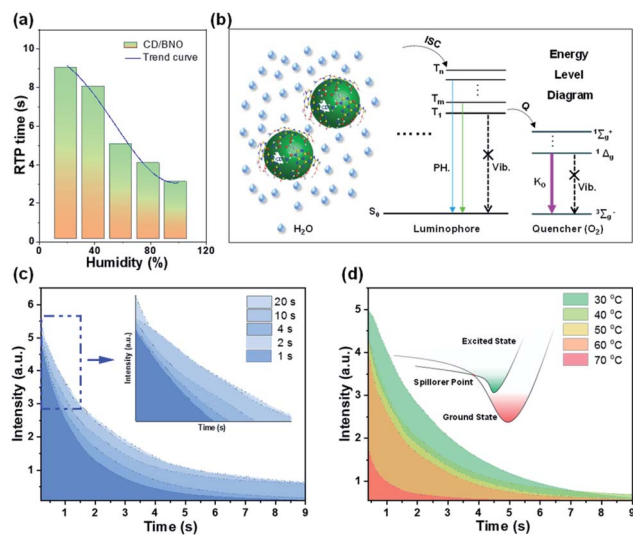 (a)
RTP time (s)
10
8
6
4
2
0
CD/BNO
Trend curve
0
40
80
120
Humidity (%)
(b)
H₂O
ISC
Tₙ
Tₘ
T₁
PH.
Vib.
S₀
Luminophore
Energy
Level
Diagram
Q
¹Σg⁺
¹Δg
K₀
Vib.
³Σg⁻
Quencher (O₂)
(c)
Intensity (a.u.)
6
5
4
3
2
1
Intensity (a.u.)
Time (s)
20 s
10 s
4 s
2 s
1 s
1 2 3 4 5 6 7 8 9
Time (s)
(d)
Intensity (a.u.)
5
4
3
2
1
30 °C
40 °C
50 °C
60 °C
70 °C
Excited State
Spillorer Point
Ground State
1 2 3 4 5 6 7 8 9
Time (s)